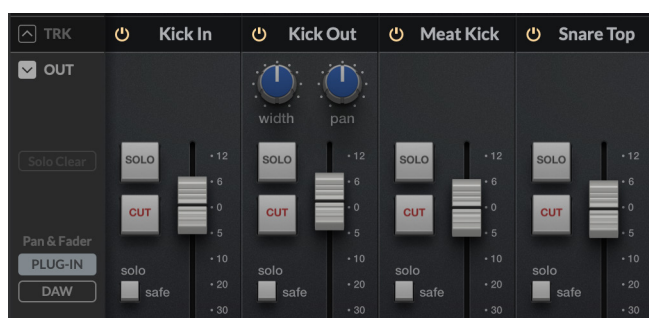 TRK Kick In Kick Out Meat Kick Snare Top
OUT
width pan
SOLO 12 SOLO 12 SOLO 12 SOLO 12
Solo Clear
6 6 6 6
CUT 0 CUT 0 CUT 0 CUT 0
Pan & Fader 5 5 5 5
PLUG-IN 10 10 10 10
solo solo solo solo
DAW safe 20 safe 20 safe 20 safe 20
30 30 30 30